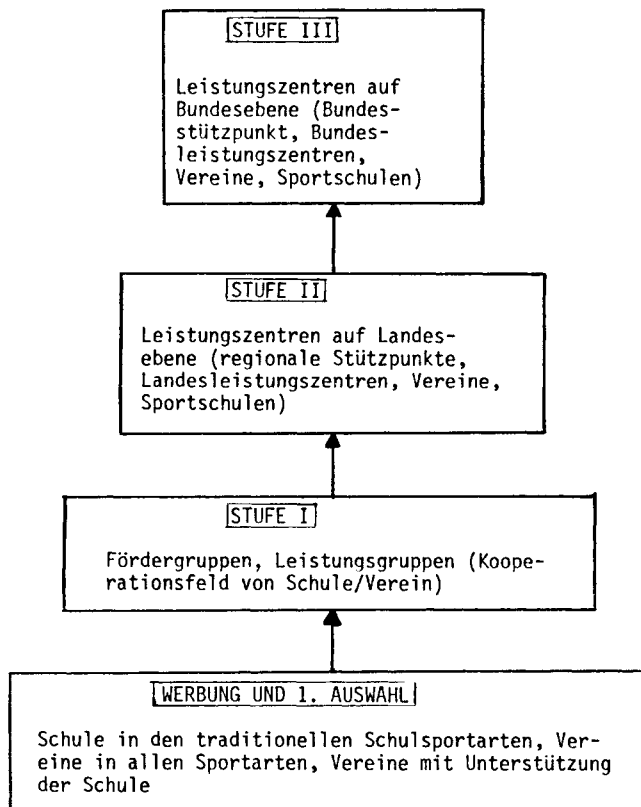 STUFE III
Leistungszentren auf
Bundesebene (Bundes-
stützpunkt, Bundes-
leistungszentren,
Vereine, Sportschulen)
STUFE II
Leistungszentren auf Landes-
ebene (regionale Stützpunkte,
Landesleistungszentren, Vereine,
Sportschulen)
STUFE I
Fördergruppen, Leistungsgruppen (Koope-
rationsfeld von Schule/Verein)
WERBUNG UND 1. AUSWAHL
Schule in den traditionellen Schulsportarten, Ver-
eine in allen Sportarten, Vereine mit Unterstützung
der Schule